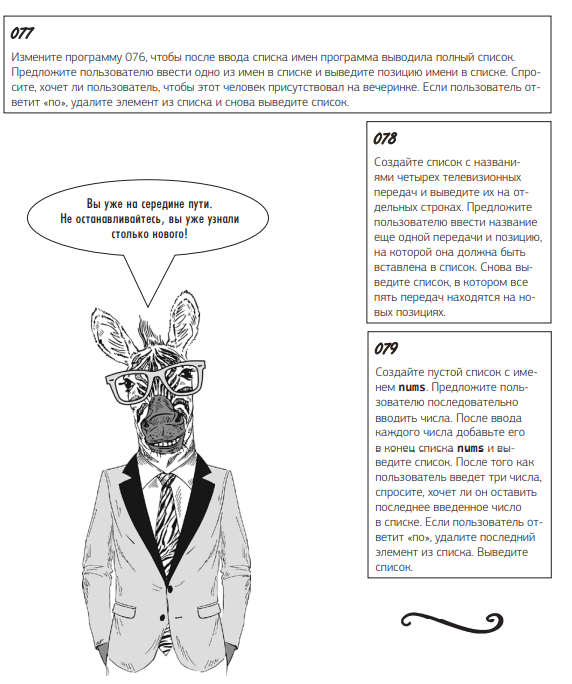 077
Измените программу 076, чтобы после ввода списка имен программа выводила полный список.
Предложите пользователю ввести одно из имен в списке и выведите позицию имени в списке. Спро-
сите, хочет ли пользователь, чтобы этот человек присутствовал на вечеринке. Если пользователь от-
ветит «no», удалите элемент из списка и снова выведите список.
078
Создайте список с названи-
ями четырех телевизионных
передач и выведите их на от-
дельных строках. Предложите
пользователю ввести название
еще одной передачи и позицию,
на которой она должна быть
вставлена в список. Снова вы-
ведите список, в котором все
пять передач находятся на но-
вых позициях.
Вы уже на середине пути.
Не останавливайтесь, вы уже узнали
столько нового!
079
Создайте пустой список с име-
нем nums. Предложите поль-
зователю последовательно
вводить числа. После ввода
каждого числа добавьте его
в конец списка nums и вы-
ведите список. После того как
пользователь введет три числа,
спросите, хочет ли он оставить
последнее введенное число
в списке. Если пользователь от-
ветит «no», удалите последний
элемент из списка. Выведите
список.